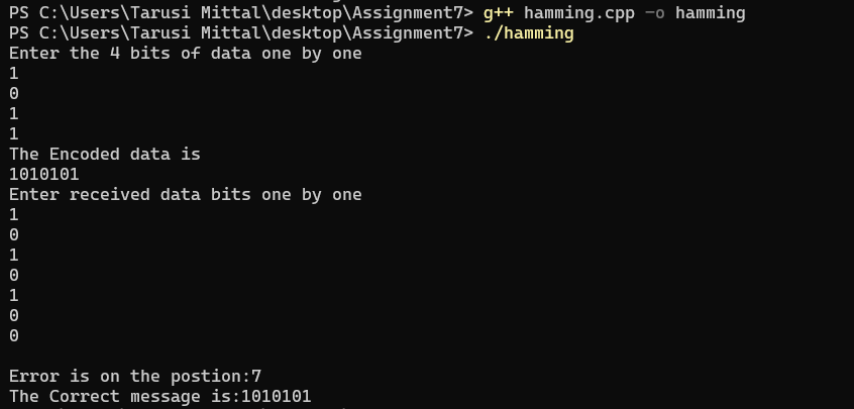 PS C:\Users\Tarusi Mittal\desktop\Assignment7> g++ hamming.cpp -o hamming
PS C:\Users\Tarusi Mittal\desktop\Assignment7> ./hamming
Enter the 4 bits of data one by one
1
0
1
1
The Encoded data is
1010101
Enter received data bits one by one
1
0
1
0
1
0
0

Error is on the postion:7
The Correct message is:1010101